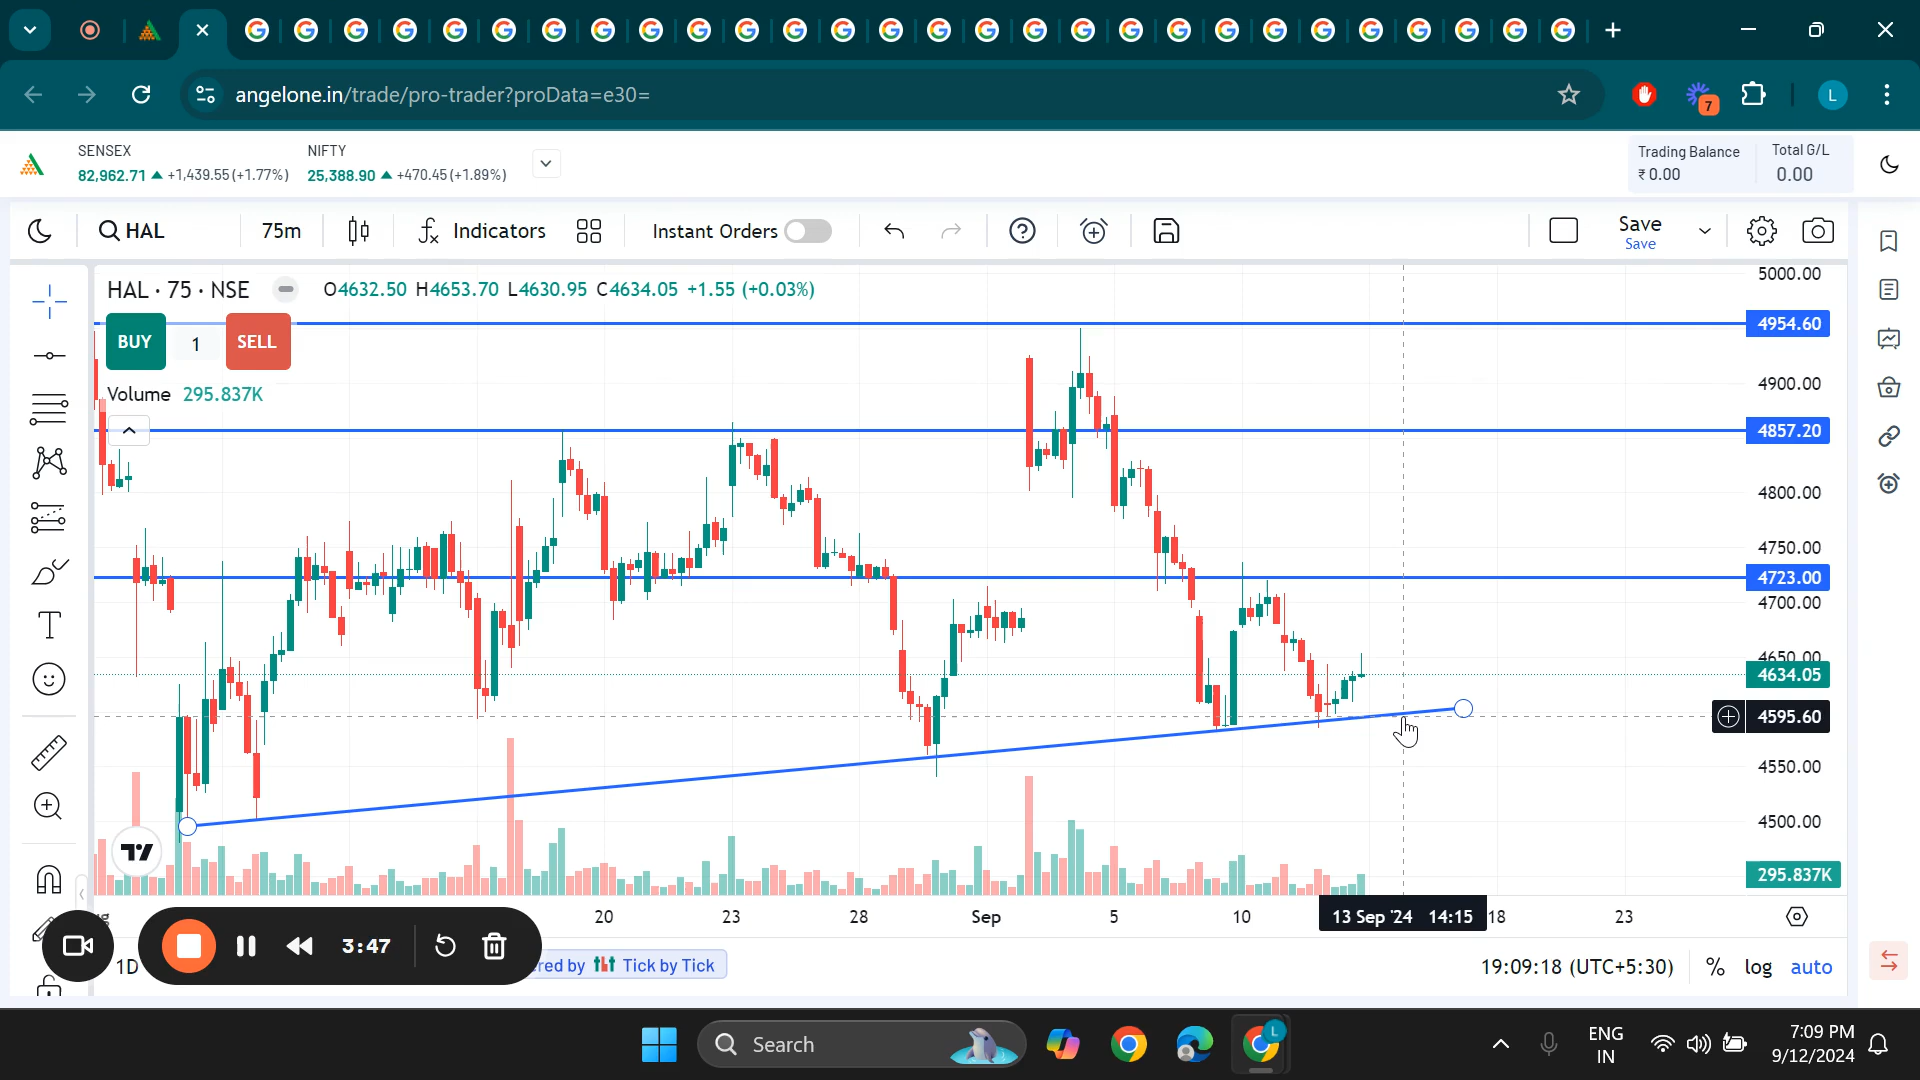 angelone.in/trade/pro-trader?proData=e30=
7
L
SENSEX
82,962.71 +1,439.55(+1.77%)
NIFTY
25,388.90 +470.45(+1.89%)
Trading Balance
₹ 0.00
Total G/L
0.00
HAL
75m
Indicators
Instant Orders
Save
Save
HAL · 75 · NSE
O4632.50 H4653.70 L4630.95 C4634.05 +1.55 (+0.03%)
BUY
1
SELL
Volume 295.837K
5000.00
4954.60
4900.00
4857.20
4800.00
4750.00
4723.00
4700.00
4650.00
4634.05
4595.60
4550.00
4500.00
295.837K
20
23
28
Sep
5
10
13 Sep '24 14:15
18
23
3:47
1D
red by Tick by Tick
19:09:18 (UTC+5:30)
%
log
auto
Search
L
ENG
IN
7:09 PM
9/12/2024